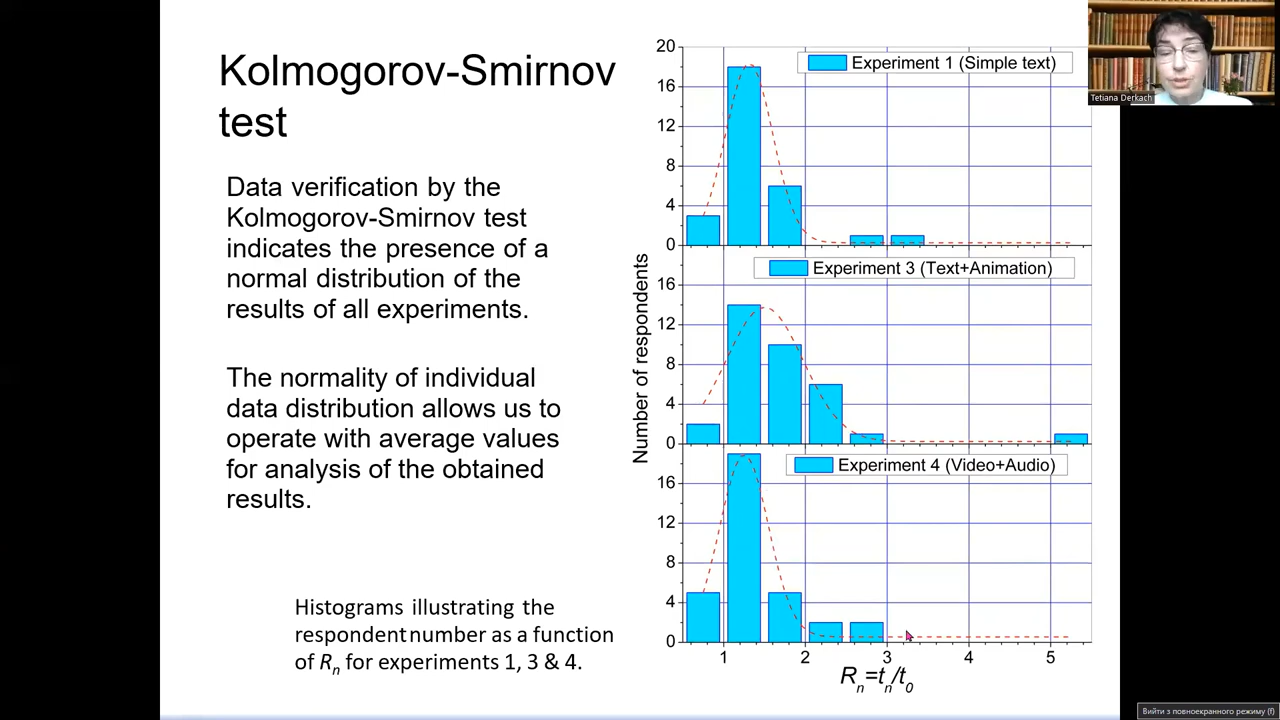 Kolmogorov-Smirnov
test
Data verification by the
Kolmogorov-Smirnov test
indicates the presence of a
normal distribution of the
results of all experiments.
The normality of individual
data distribution allows us to
operate with average values
for analysis of the obtained
results.
Histograms illustrating the
respondent number as a function
of Rn for experiments 1, 3 & 4.
Number of respondents
20
16
12
8
4
0
Experiment 1 (Simple text)
16
12
8
4
0
Experiment 3 (Text+Animation)
16
12
8
4
0
Experiment 4 (Video+Audio)
1 2 3 4 5
Rn=tn/t0
Tetiana Derkach
Вийти з повноекранного режиму (f)